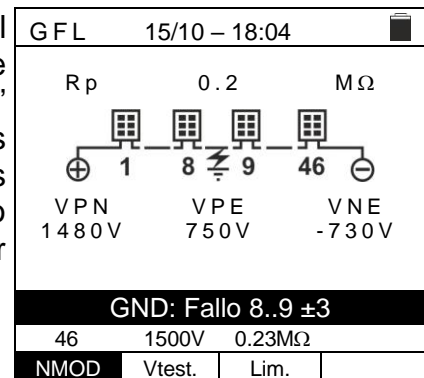 GFL 15/10 – 18:04
Rp 0.2 MΩ
1 8 9 46
VPN VPE VNE
1480V 750V -730V
GND: Fallo 8..9 ±3
46 1500V 0.23MΩ
NMOD Vtest. Lim.